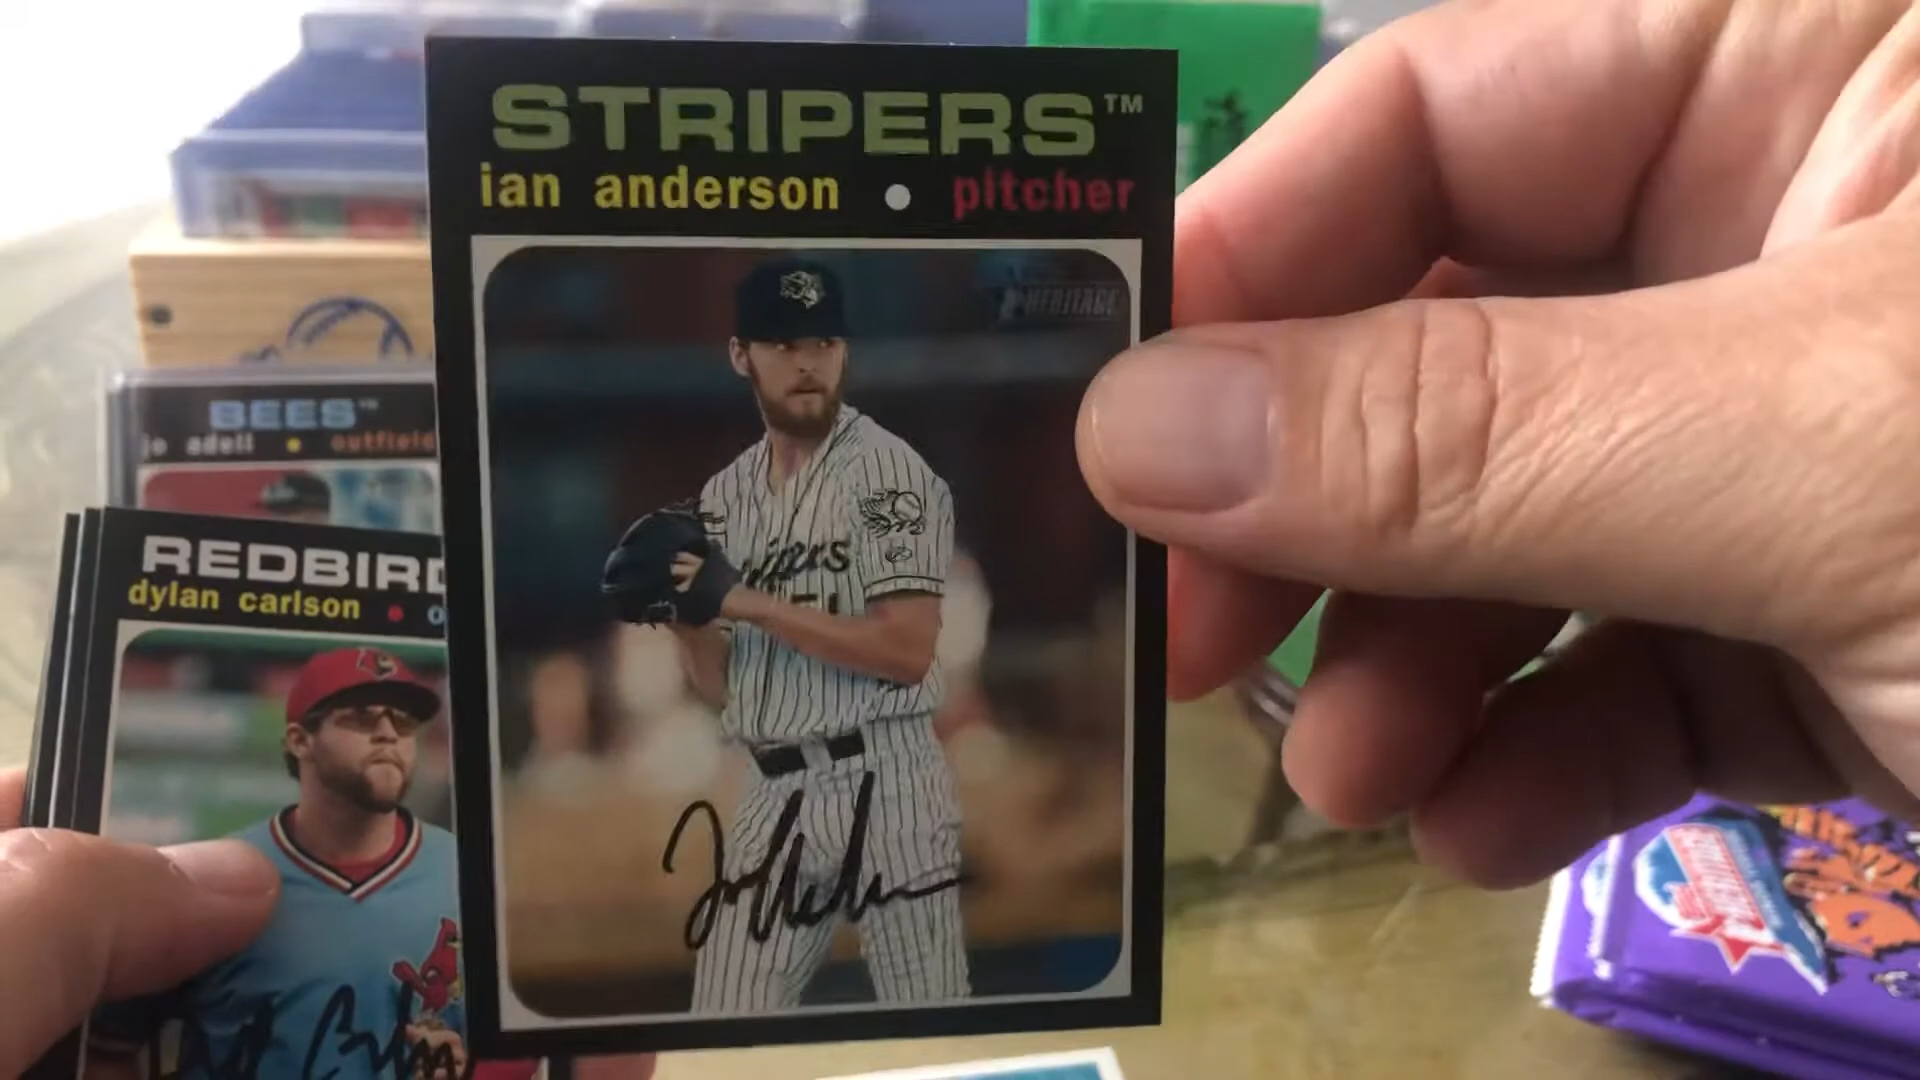 STRIPERS™
ian anderson • pitcher
HERITAGE
BEES™
jo adell • outfield
REDBIRD
dylan carlson • o